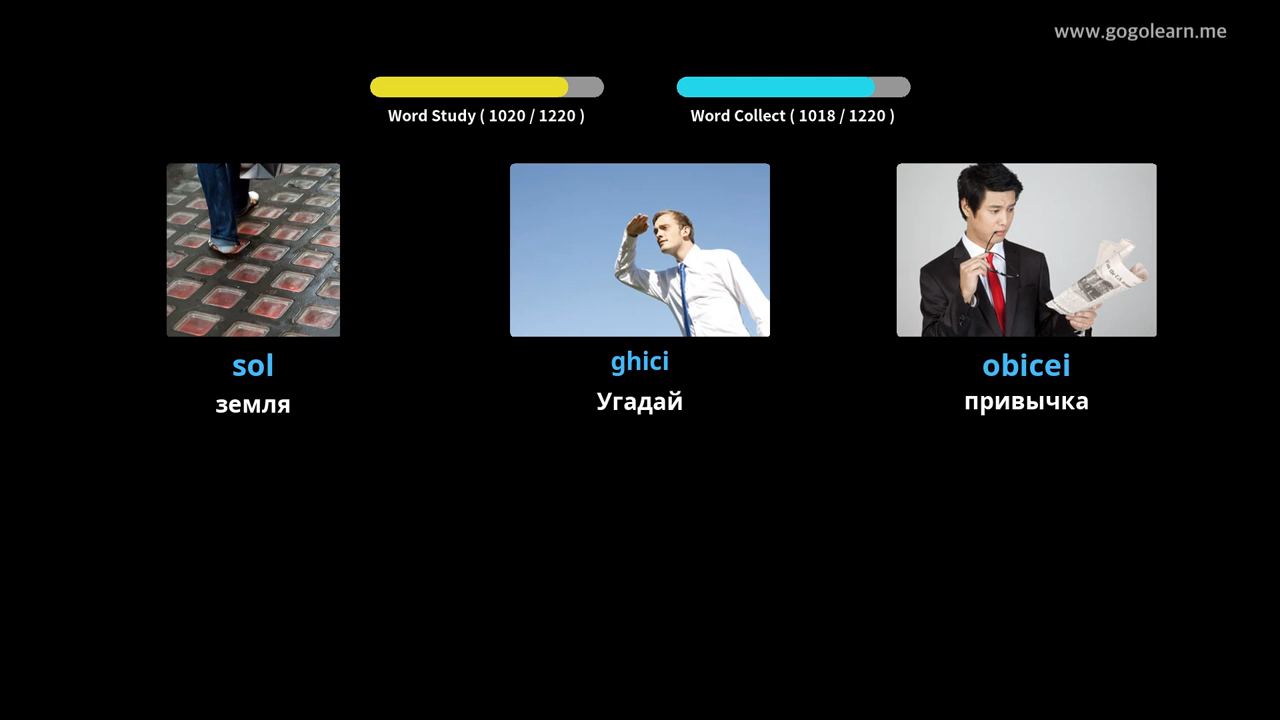 www.gogolearn.me
Word Study ( 1020 / 1220 )
Word Collect ( 1018 / 1220 )
sol
земля
ghici
Угадай
obicei
привычка